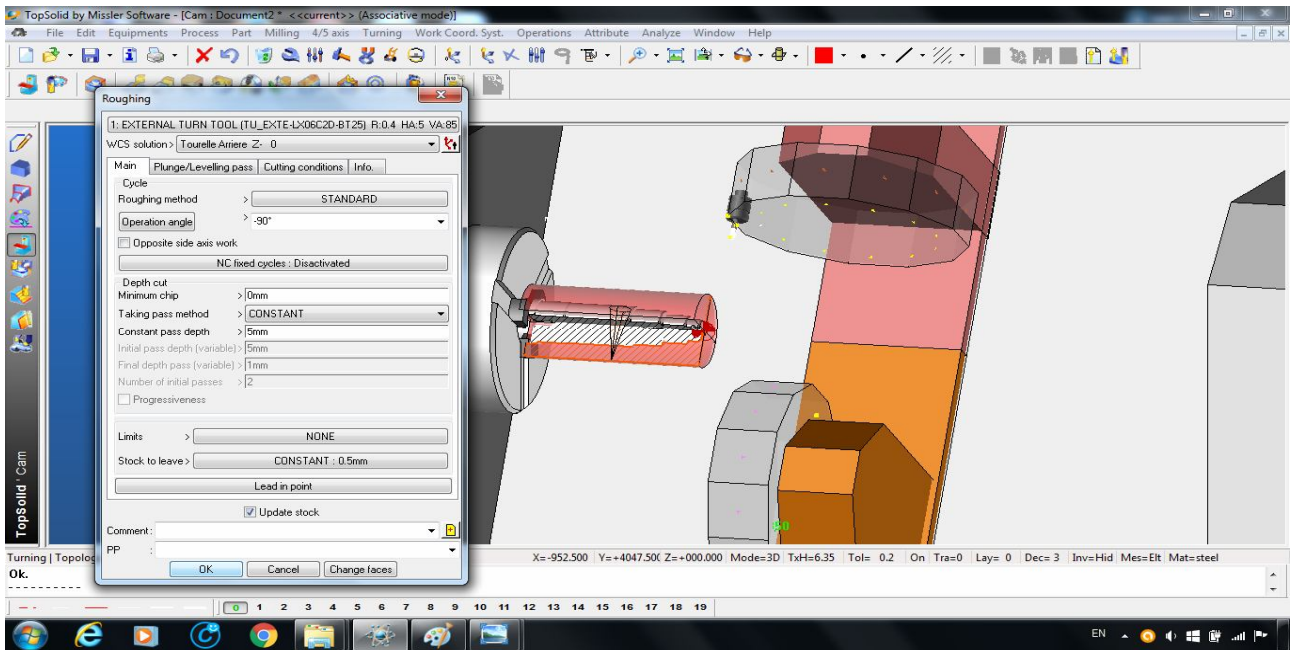 TopSolid by Missler Software - [Cam : Document2 * <<current>> (Associative mode)]
File Edit Equipments Process Part Milling 4/5 axis Turning Work Coord. Syst. Operations Attribute Analyze Window Help
Roughing
1: EXTERNAL TURN TOOL (TU_EXTE-LX06C2D-BT25) R:0.4 HA:5 VA:85
WCS solution > Tourelle Arriere Z- 0
Main Plunge/Levelling pass Cutting conditions Info.
Cycle
Roughing method > STANDARD
Operation angle > -90°
Opposite side axis work
NC fixed cycles : Disactivated
Depth cut
Minimum chip > 0mm
Taking pass method > CONSTANT
Constant pass depth > 5mm
Initial pass depth (variable) > 5mm
Final depth pass (variable) > 1mm
Number of initial passes > 2
Progressiveness
Limits > NONE
Stock to leave > CONSTANT : 0.5mm
Lead in point
Update stock
Comment :
PP :
OK Cancel Change faces
TopSolid'Cam
Turning | Topolog
X=-952.500 Y=+4047.50( Z=+000.000 Mode=3D TxH=6.35 Tol= 0.2 On Tra=0 Lay= 0 Dec= 3 Inv=Hid Mes=Elt Mat=steel
Ok.
0 1 2 3 4 5 6 7 8 9 10 11 12 13 14 15 16 17 18 19
EN